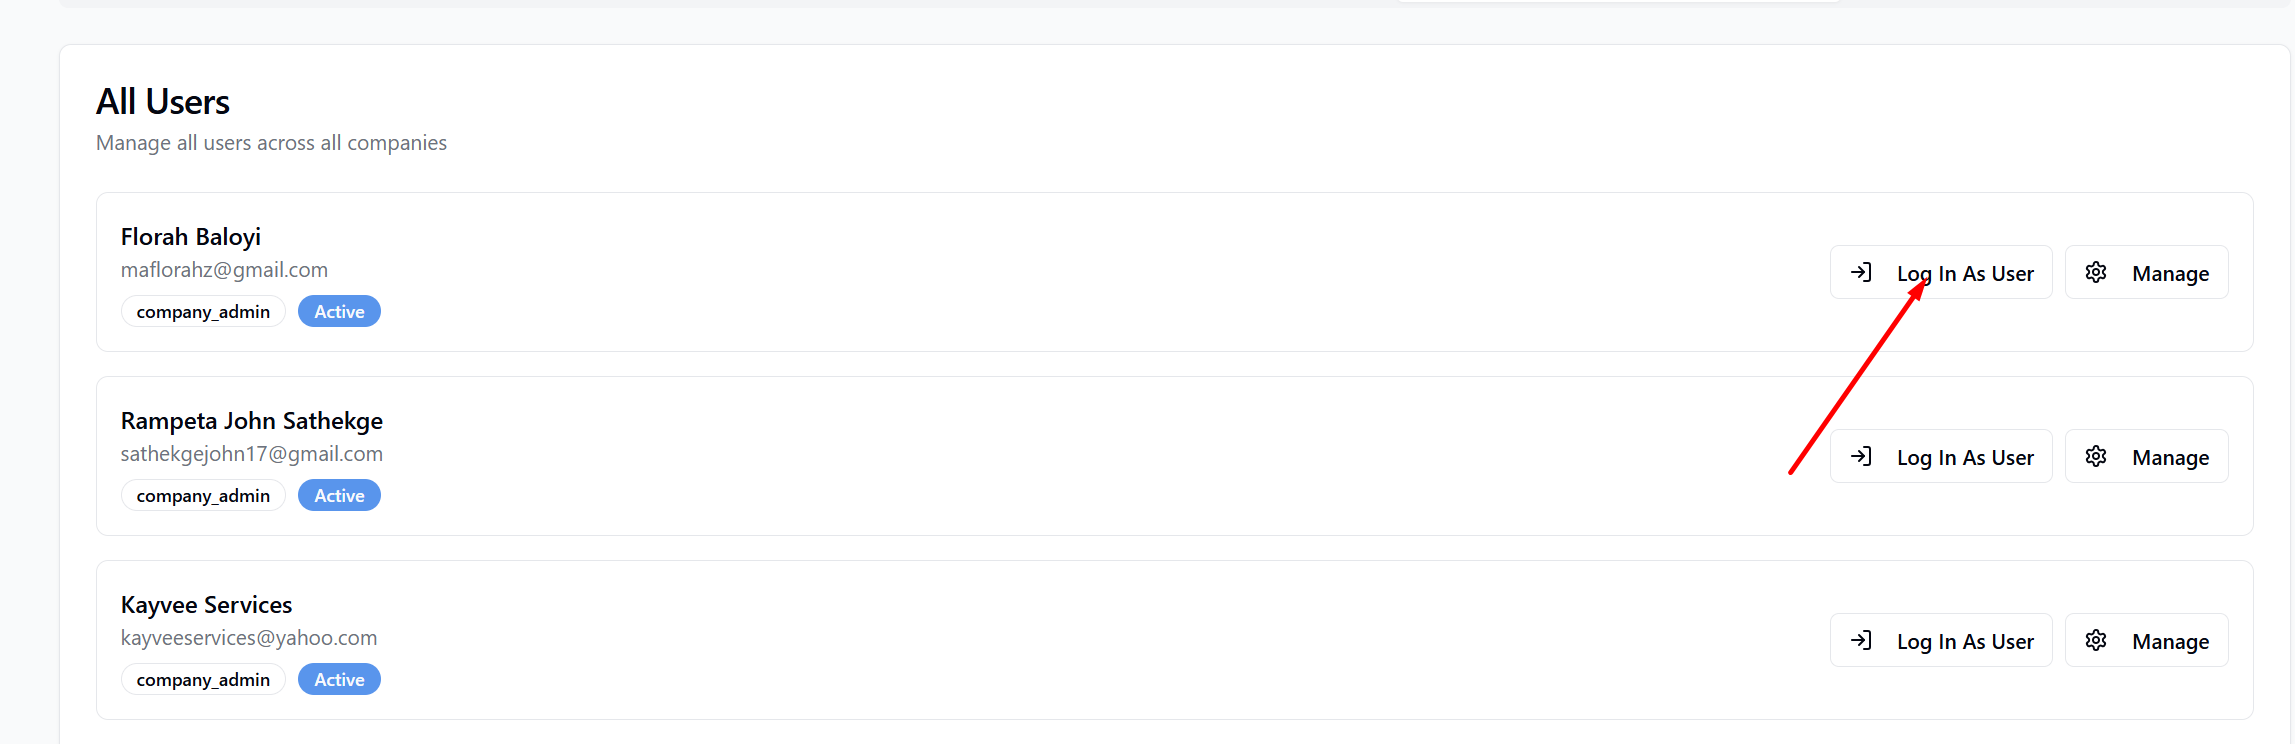 All Users
Manage all users across all companies
Florah Baloyi
maflorahz@gmail.com
company_admin Active
Log In As User Manage
Rampeta John Sathekge
sathekgejohn17@gmail.com
company_admin Active
Log In As User Manage
Kayvee Services
kayveeservices@yahoo.com
company_admin Active
Log In As User Manage